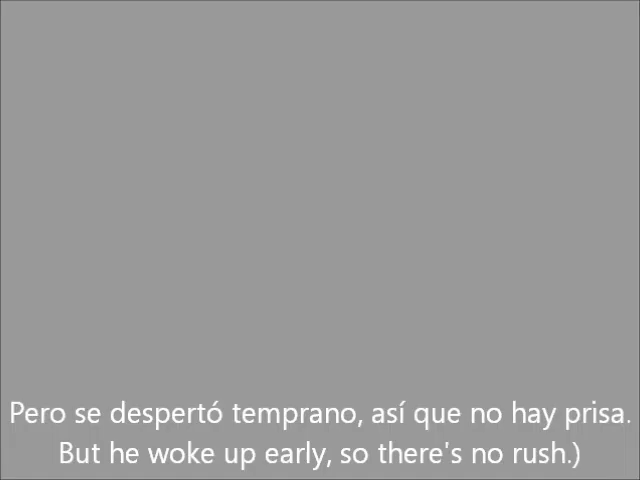 Pero se despertó temprano, así que no hay prisa.
But he woke up early, so there's no rush.)